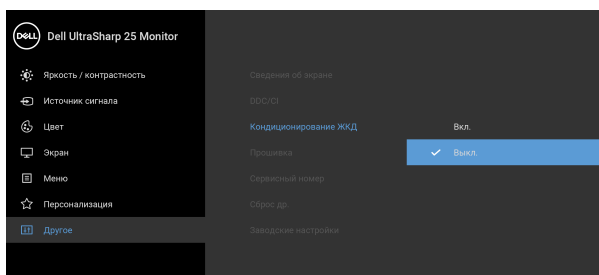 DELL Dell UltraSharp 25 Monitor
Яркость / контрастность
Источник сигнала
Цвет
Экран
Меню
Персонализация
Другое
Сведения об экране
DDC/CI
Кондиционирование ЖКД
Прошивка
Сервисный номер
Сброс др.
Заводские настройки
Вкл.
Выкл.